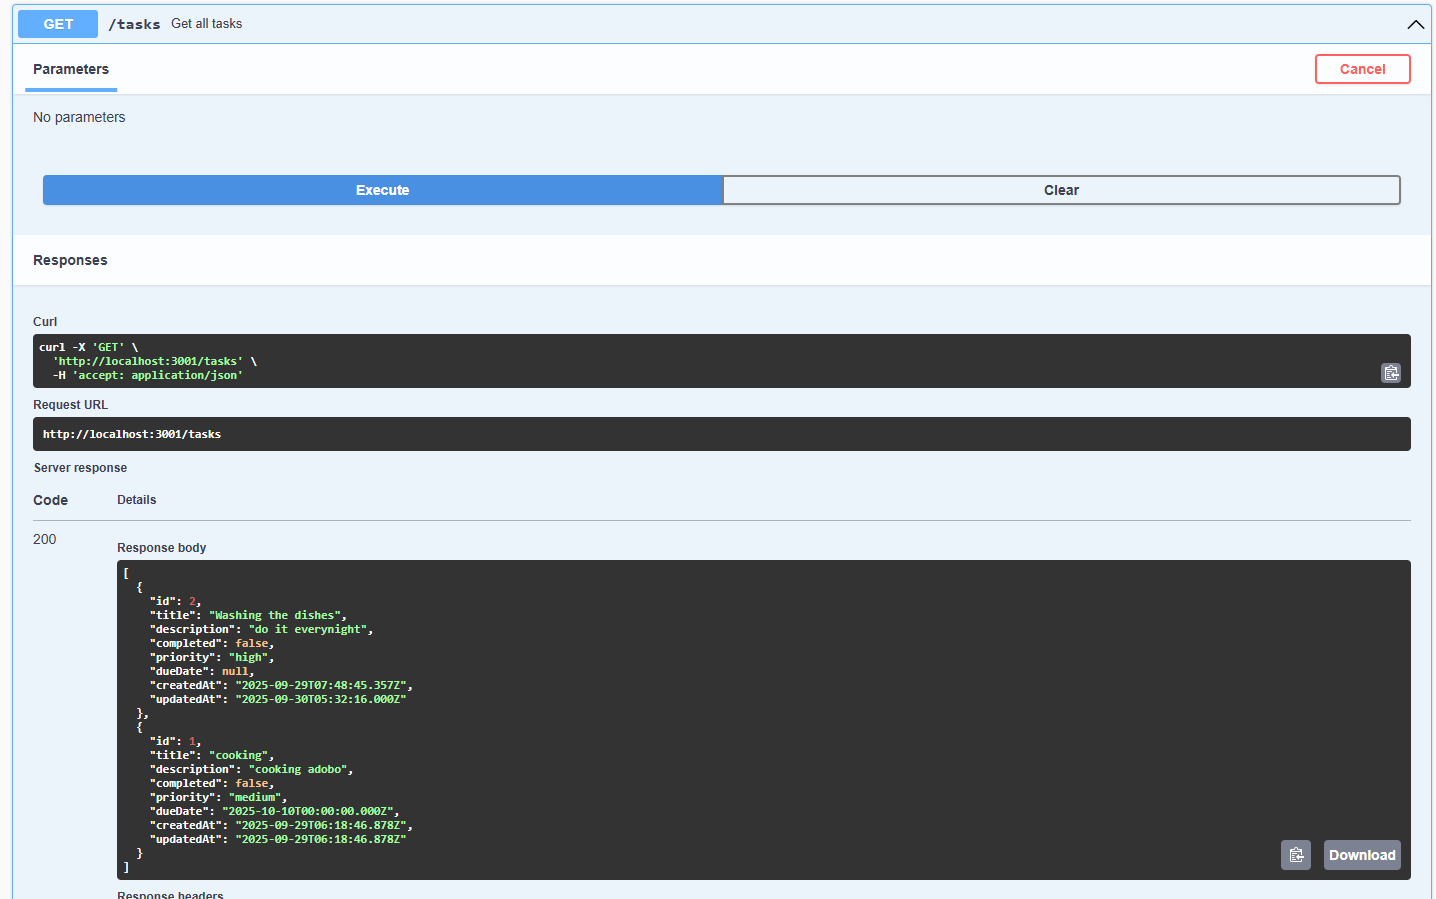 GET /tasks Get all tasks
Parameters
Cancel
No parameters
Execute
Clear
Responses
Curl
curl -X 'GET' \
  'http://localhost:3001/tasks' \
  -H 'accept: application/json'
Request URL
http://localhost:3001/tasks
Server response
Code Details
200
Response body
[
  {
    "id": 2,
    "title": "Washing the dishes",
    "description": "do it everynight",
    "completed": false,
    "priority": "high",
    "dueDate": null,
    "createdAt": "2025-09-29T07:48:45.357Z",
    "updatedAt": "2025-09-30T05:32:16.000Z"
  },
  {
    "id": 1,
    "title": "cooking",
    "description": "cooking adobo",
    "completed": false,
    "priority": "medium",
    "dueDate": "2025-10-10T00:00:00.000Z",
    "createdAt": "2025-09-29T06:18:46.878Z",
    "updatedAt": "2025-09-29T06:18:46.878Z"
  }
]
Download
Response headers